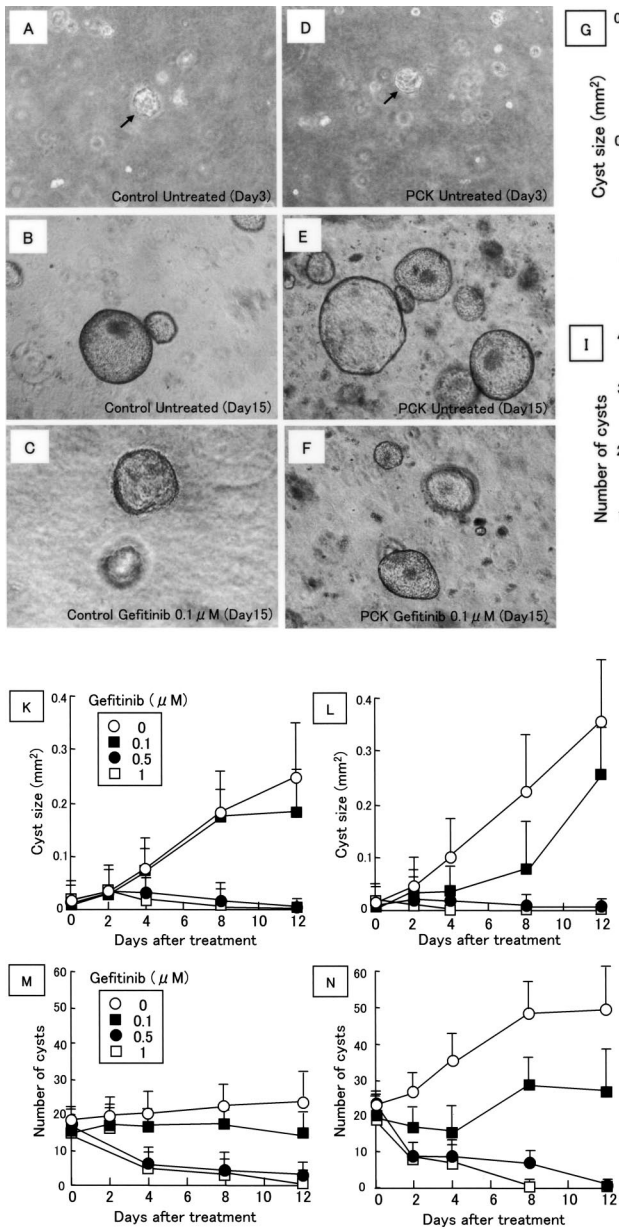 A
D
G
0
Cyst size (mm²)
0
Control Untreated (Day3)
PCK Untreated (Day3)
B
E
I
Number of cysts
Control Untreated (Day15)
PCK Untreated (Day15)
C
F
Control Gefitinib 0.1 μM (Day15)
PCK Gefitinib 0.1 μM (Day15)
K
Gefitinib (μM)
0
0.1
0.5
1
Cyst size (mm²)
0.4
0.3
0.2
0.1
0
0 2 4 6 8 10 12
Days after treatment
L
Cyst size (mm²)
0.4
0.3
0.2
0.1
0
0 2 4 6 8 10 12
Days after treatment
M
Gefitinib (μM)
0
0.1
0.5
1
Number of cysts
60
50
40
30
20
10
0
0 2 4 6 8 10 12
Days after treatment
N
Number of cysts
60
50
40
30
20
10
0
0 2 4 6 8 10 12
Days after treatment